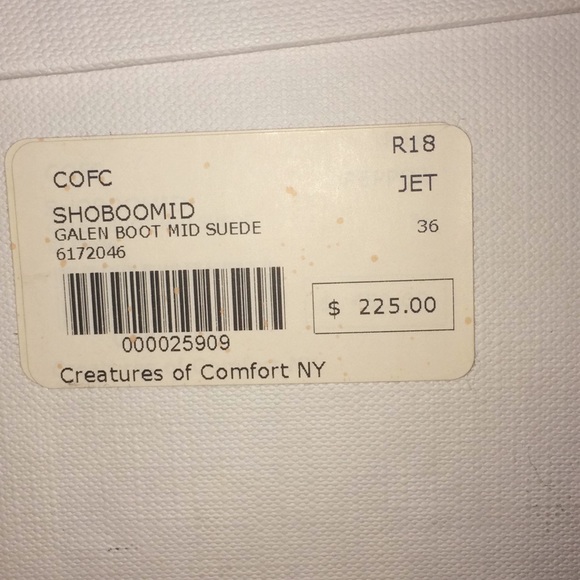 R18
COFC JET
SHOBOOMID
GALEN BOOT MID SUEDE 36
6172046
$ 225.00
000025909
Creatures of Comfort NY